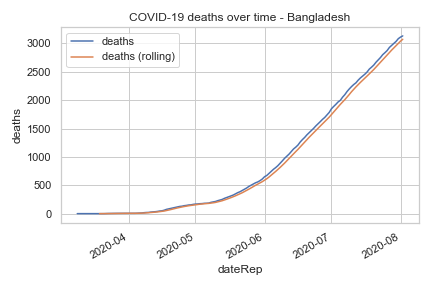 COVID-19 deaths over time - Bangladesh
deaths
deaths (rolling)
3000
2500
2000
1500
1000
500
0
deaths
2020-04
2020-05
2020-06
2020-07
2020-08
dateRep